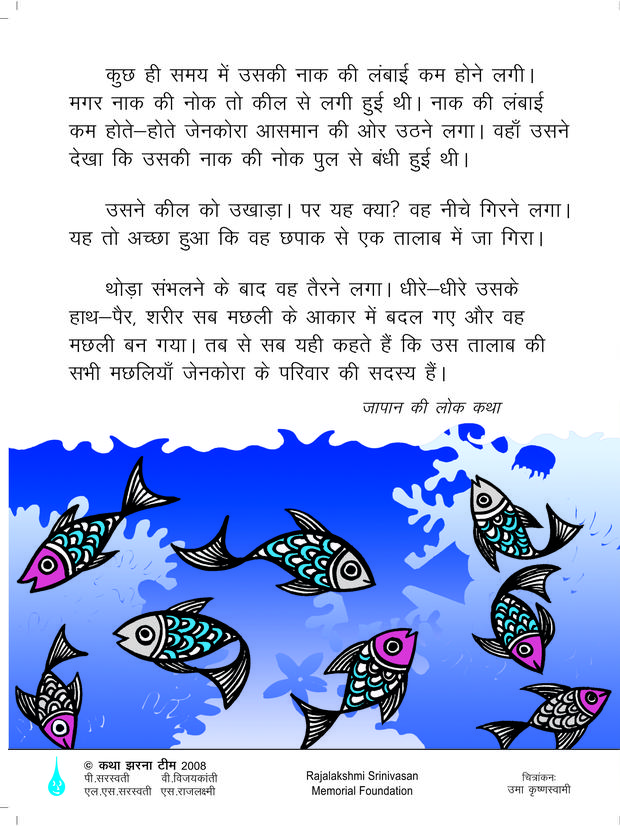 कुछ ही समय में उसकी नाक की लंबाई कम होने लगी।
मगर नाक की नोक तो कील से लगी हुई थी। नाक की लंबाई
कम होते–होते जेनकोरा आसमान की ओर उठने लगा। वहाँ उसने
देखा कि उसकी नाक की नोक पुल से बंधी हुई थी।
उसने कील को उखाड़ा। पर यह क्या? वह नीचे गिरने लगा।
यह तो अच्छा हुआ कि वह छपाक से एक तालाब में जा गिरा।
थोड़ा संभलने के बाद वह तैरने लगा। धीरे–धीरे उसके
हाथ–पैर, शरीर सब मछली के आकार में बदल गए और वह
मछली बन गया। तब से सब यही कहते हैं कि उस तालाब की
सभी मछलियाँ जेनकोरा के परिवार की सदस्य हैं।
जापान की लोक कथा
© कथा झरना टीम 2008
पी.सरस्वती वी.विजयकांती
एल.एस.सरस्वती एस.राजलक्ष्मी
Rajalakshmi Srinivasan
Memorial Foundation
चित्रांकनः
उमा कृष्णस्वामी